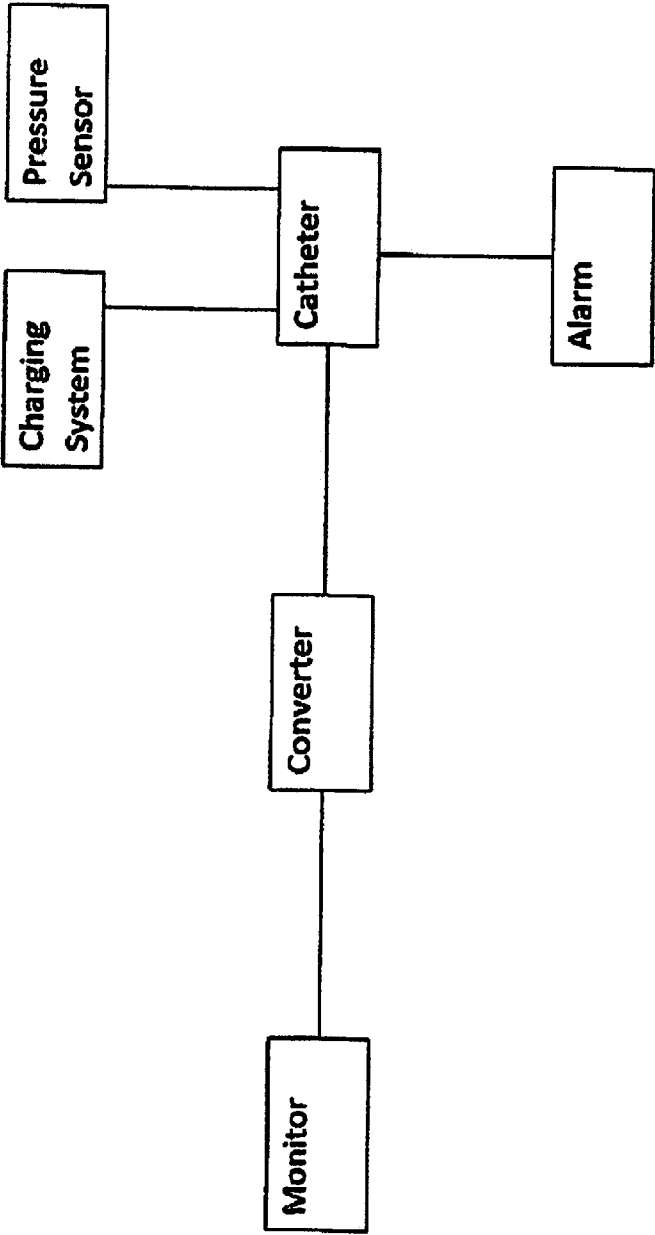 Pressure
Sensor
Charging
System
Catheter
Alarm
Converter
Monitor